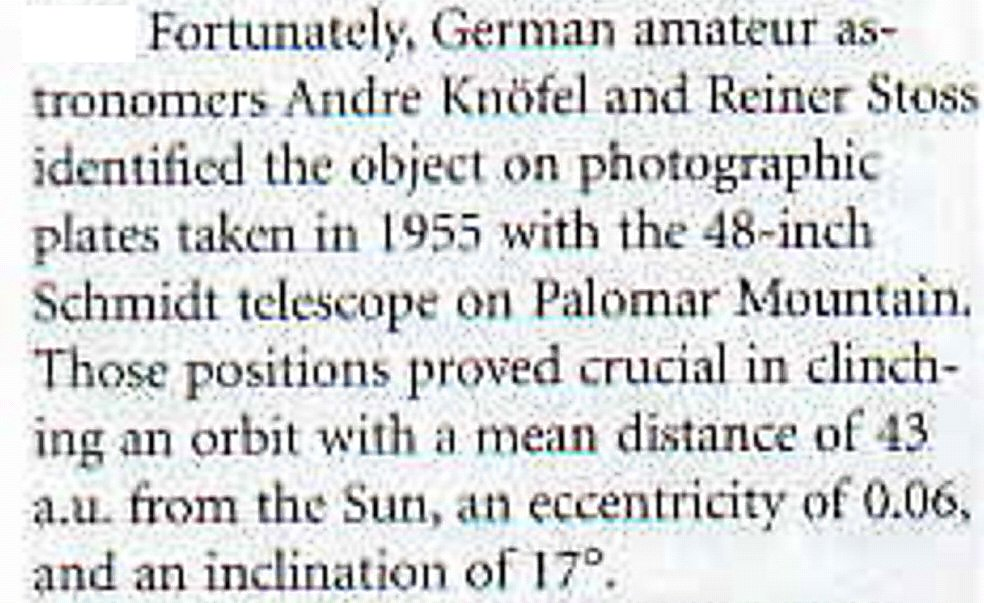 Fortunately, German amateur as-
tronomers Andre Knöfel and Reiner Stoss
identified the object on photographic
plates taken in 1955 with the 48-inch
Schmidt telescope on Palomar Mountain.
Those positions proved crucial in clinch-
ing an orbit with a mean distance of 43
a.u. from the Sun, an eccentricity of 0.06,
and an inclination of 17°.